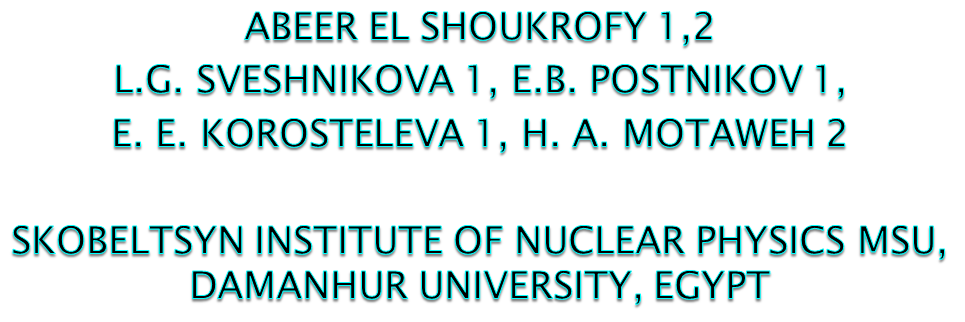 ABEER EL SHOUKROFY 1,2
L.G. SVESHNIKOVA 1, E.B. POSTNIKOV 1,
E. E. KOROSTELEVA 1, H. A. MOTAWEH 2
SKOBELTSYN INSTITUTE OF NUCLEAR PHYSICS MSU,
DAMANHUR UNIVERSITY, EGYPT